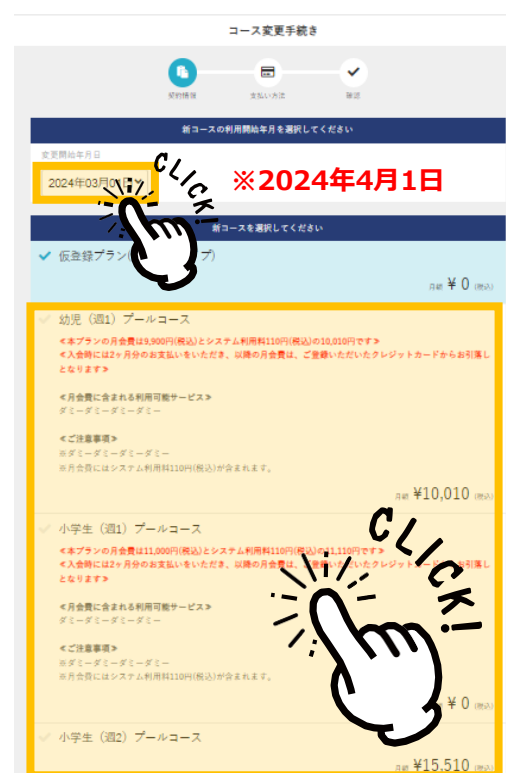 コース変更手続き
契約情報
支払い方法
確認
新コースの利用開始年月を選択してください
変更開始年月日
2024年03月01日
※2024年4月1日
CLICK!
新コースを選択してください
仮登録プラン プ)
月額 ¥ 0 (税込)
幼児（週1）プールコース
≪本プランの月会費は9,900円(税込)とシステム利用料110円(税込)の10,010円です≫
≪入会時には2ヶ月分のお支払いをいただき、以降の月会費は、ご登録いただいたクレジットカードからお引落し
となります≫
≪月会費に含まれる利用可能サービス≫
ダミーダミーダミーダミー
≪ご注意事項≫
※ダミーダミーダミーダミー
※月会費にはシステム利用料110円(税込)が含まれます。
月額 ¥10,010 (税込)
小学生（週1）プールコース
≪本プランの月会費は11,000円(税込)とシステム利用料110円(税込)の11,110円です≫
≪入会時には2ヶ月分のお支払いをいただき、以降の月会費は、ご登録いただいたクレジットカードからお引落し
となります≫
CLICK!
≪月会費に含まれる利用可能サービス≫
ダミーダミーダミーダミー
≪ご注意事項≫
※ダミーダミーダミーダミー
※月会費にはシステム利用料110円(税込)が含まれます。
¥ 0 (税込)
小学生（週2）プールコース
月額 ¥15,510 (税込)